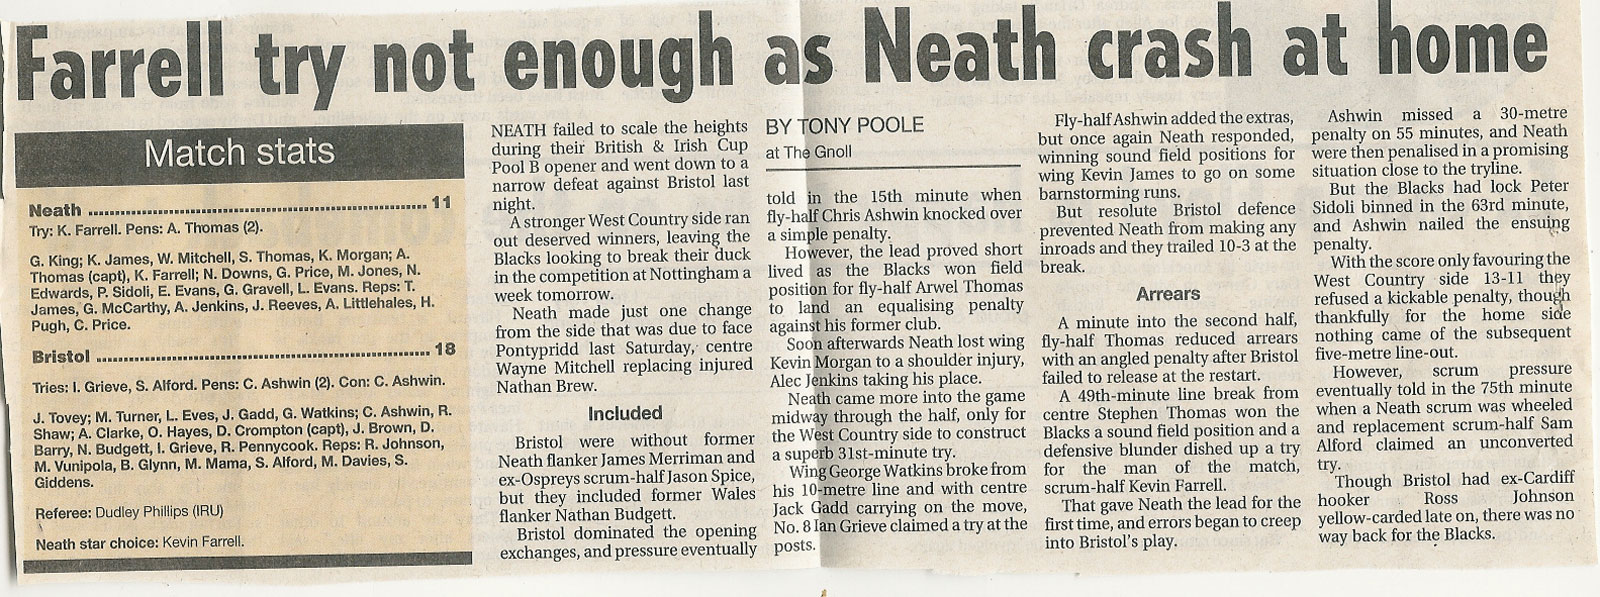 Farrell try not enough as Neath crash at home
Match stats
Neath ........................................................ 11
Try: K. Farrell. Pens: A. Thomas (2).
G. King; K. James, W. Mitchell, S. Thomas, K. Morgan; A.
Thomas (capt), K. Farrell; N. Downs, G. Price, M. Jones, N.
Edwards, P. Sidoli, E. Evans, G. Gravell, L. Evans. Reps: T.
James, G. McCarthy, A. Jenkins, J. Reeves, A. Littlehales, H.
Pugh, C. Price.
Bristol ....................................................... 18
Tries: I. Grieve, S. Alford. Pens: C. Ashwin (2). Con: C. Ashwin.
J. Tovey; M. Turner, L. Eves, J. Gadd, G. Watkins; C. Ashwin, R.
Shaw; A. Clarke, O. Hayes, D. Crompton (capt), J. Brown, D.
Barry, N. Budgett, I. Grieve, R. Pennycook. Reps: R. Johnson,
M. Vunipola, B. Glynn, M. Mama, S. Alford, M. Davies, S.
Giddens.
Referee: Dudley Phillips (IRU)
Neath star choice: Kevin Farrell.
NEATH failed to scale the heights
during their British & Irish Cup
Pool B opener and went down to a
narrow defeat against Bristol last
night.
A stronger West Country side ran
out deserved winners, leaving the
Blacks looking to break their duck
in the competition at Nottingham a
week tomorrow.
Neath made just one change
from the side that was due to face
Pontypridd last Saturday, centre
Wayne Mitchell replacing injured
Nathan Brew.
Included
Bristol were without former
Neath flanker James Merriman and
ex-Ospreys scrum-half Jason Spice,
but they included former Wales
flanker Nathan Budgett.
Bristol dominated the opening
exchanges, and pressure eventually
BY TONY POOLE
at The Gnoll
told in the 15th minute when
fly-half Chris Ashwin knocked over
a simple penalty.
However, the lead proved short
lived as the Blacks won field
position for fly-half Arwel Thomas
to land an equalising penalty
against his former club.
Soon afterwards Neath lost wing
Kevin Morgan to a shoulder injury,
Alec Jenkins taking his place.
Neath came more into the game
midway through the half, only for
the West Country side to construct
a superb 31st-minute try.
Wing George Watkins broke from
his 10-metre line and with centre
Jack Gadd carrying on the move,
No. 8 Ian Grieve claimed a try at the
posts.
Fly-half Ashwin added the extras,
but once again Neath responded,
winning sound field positions for
wing Kevin James to go on some
barnstorming runs.
But resolute Bristol defence
prevented Neath from making any
inroads and they trailed 10-3 at the
break.
Arrears
A minute into the second half,
fly-half Thomas reduced arrears
with an angled penalty after Bristol
failed to release at the restart.
A 49th-minute line break from
centre Stephen Thomas won the
Blacks a sound field position and a
defensive blunder dished up a try
for the man of the match,
scrum-half Kevin Farrell.
That gave Neath the lead for the
first time, and errors began to creep
into Bristol's play.
Ashwin missed a 30-metre
penalty on 55 minutes, and Neath
were then penalised in a promising
situation close to the tryline.
But the Blacks had lock Peter
Sidoli binned in the 63rd minute,
and Ashwin nailed the ensuing
penalty.
With the score only favouring the
West Country side 13-11 they
refused a kickable penalty, though
thankfully for the home side
nothing came of the subsequent
five-metre line-out.
However, scrum pressure
eventually told in the 75th minute
when a Neath scrum was wheeled
and replacement scrum-half Sam
Alford claimed an unconverted
try.
Though Bristol had ex-Cardiff
hooker Ross Johnson
yellow-carded late on, there was no
way back for the Blacks.